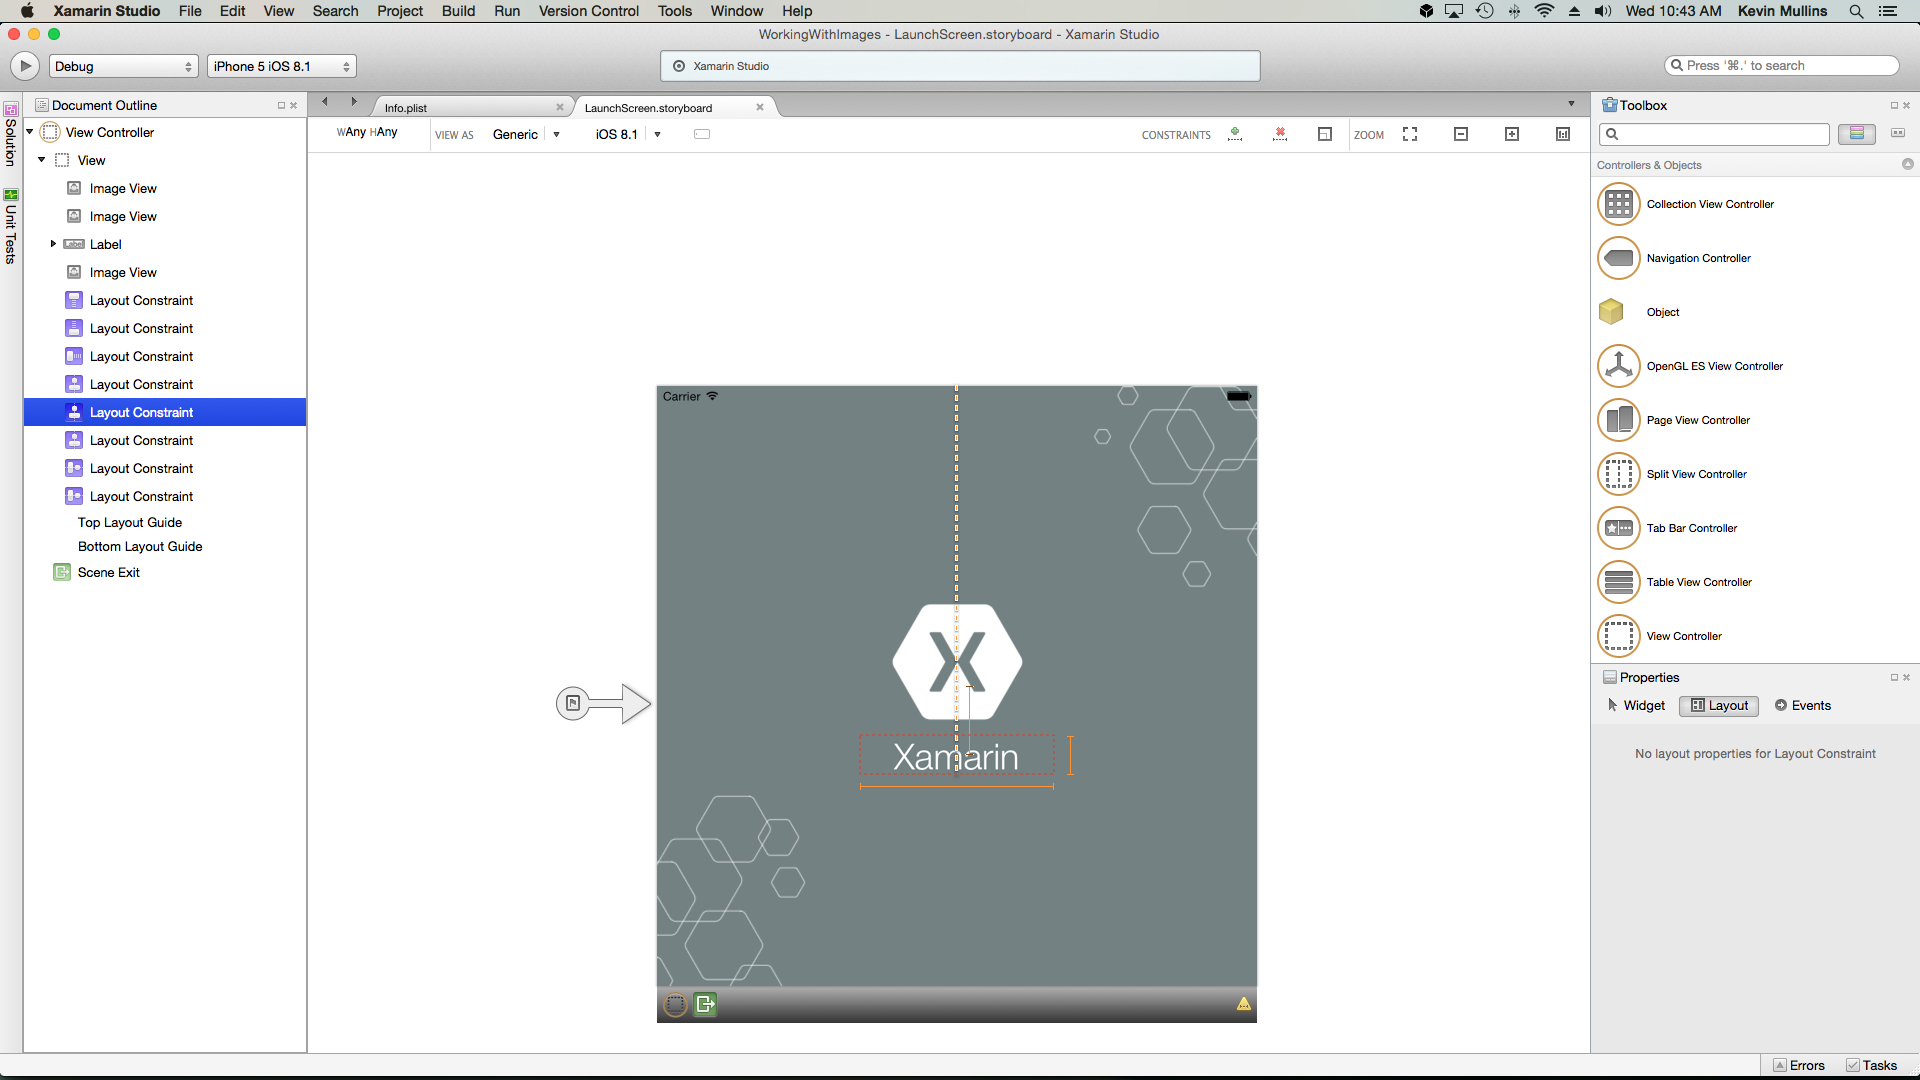 Xamarin Studio File Edit View Search Project Build Run Version Control Tools Window Help Wed 10:43 AM Kevin Mullins
WorkingWithImages - LaunchScreen.storyboard - Xamarin Studio
Debug
iPhone 5 iOS 8.1
Xamarin Studio
Press '⌘.' to search
Solution
Unit Tests
Document Outline
View Controller
View
Image View
Image View
Label
Label
Image View
Layout Constraint
Layout Constraint
Layout Constraint
Layout Constraint
Layout Constraint
Layout Constraint
Layout Constraint
Layout Constraint
Top Layout Guide
Bottom Layout Guide
Scene Exit
Info.plist
LaunchScreen.storyboard
wAny hAny
VIEW AS Generic iOS 8.1
CONSTRAINTS
ZOOM
Carrier
Xamarin
Toolbox
Controllers & Objects
Collection View Controller
Navigation Controller
Object
OpenGL ES View Controller
Page View Controller
Split View Controller
Tab Bar Controller
Table View Controller
View Controller
Properties
Widget Layout Events
No layout properties for Layout Constraint
Errors Tasks